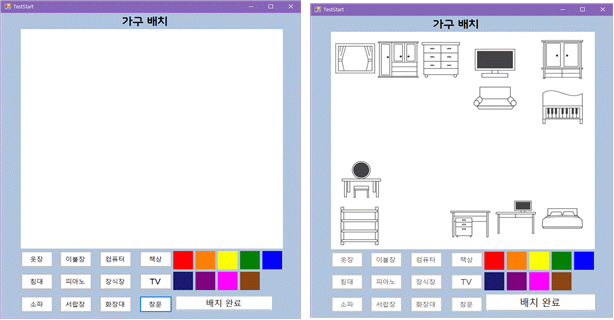 TestStart
가구 배치
옷장 이불장 컴퓨터 책상
침대 피아노 장식장 TV
소파 서랍장 화장대 창문
배치 완료
TestStart
가구 배치
옷장 이불장 컴퓨터 책상
침대 피아노 장식장 TV
소파 서랍장 화장대 창문
배치 완료